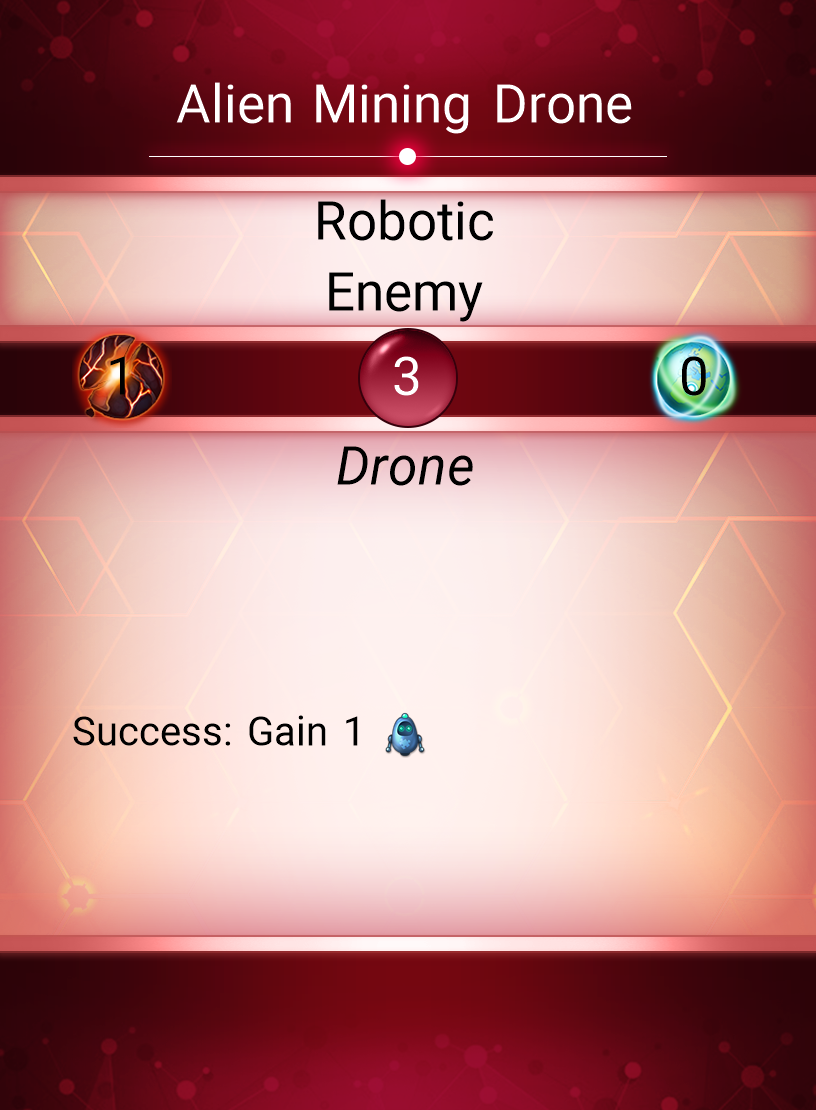 Alien Mining Drone
Robotic
Enemy
1 3 0
Drone
Success: Gain 1